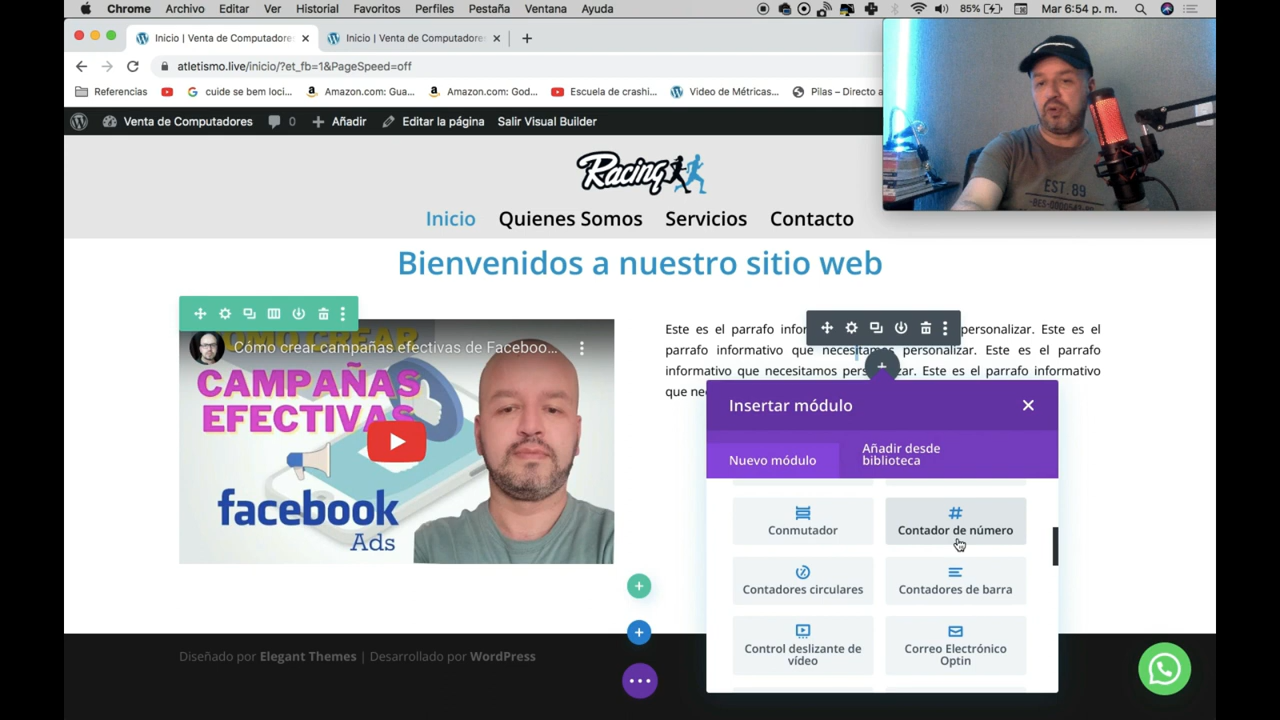 Chrome Archivo Editar Ver Historial Favoritos Perfiles Pestaña Ventana Ayuda 85% Mar 6:54 p. m.
Inicio | Venta de Computadores Inicio | Venta de Computadores
atletismo.live/inicio/?et_fb=1&PageSpeed=off
Referencias cuide se bem loci... Amazon.com: Gua... Amazon.com: God... Escuela de crashi... Video de Métricas... Pilas – Directo a
Venta de Computadores 0 Añadir Editar la página Salir Visual Builder
Racing
EST. 89
Inicio Quienes Somos Servicios Contacto
Bienvenidos a nuestro sitio web
CÓMO CREAR
Cómo crear campañas efectivas de Faceboo...
CAMPAÑAS
EFECTIVAS
facebook
Ads
Este es el parrafo infor personalizar. Este es el
parrafo informativo que necesitamos personalizar. Este es el parrafo
informativo que necesitamos pers zar. Este es el parrafo informativo
que ne
Insertar módulo
Nuevo módulo
Añadir desde
biblioteca
Conmutador Contador de número
Contadores circulares Contadores de barra
Control deslizante de
vídeo
Correo Electrónico
Optin
Diseñado por Elegant Themes | Desarrollado por WordPress